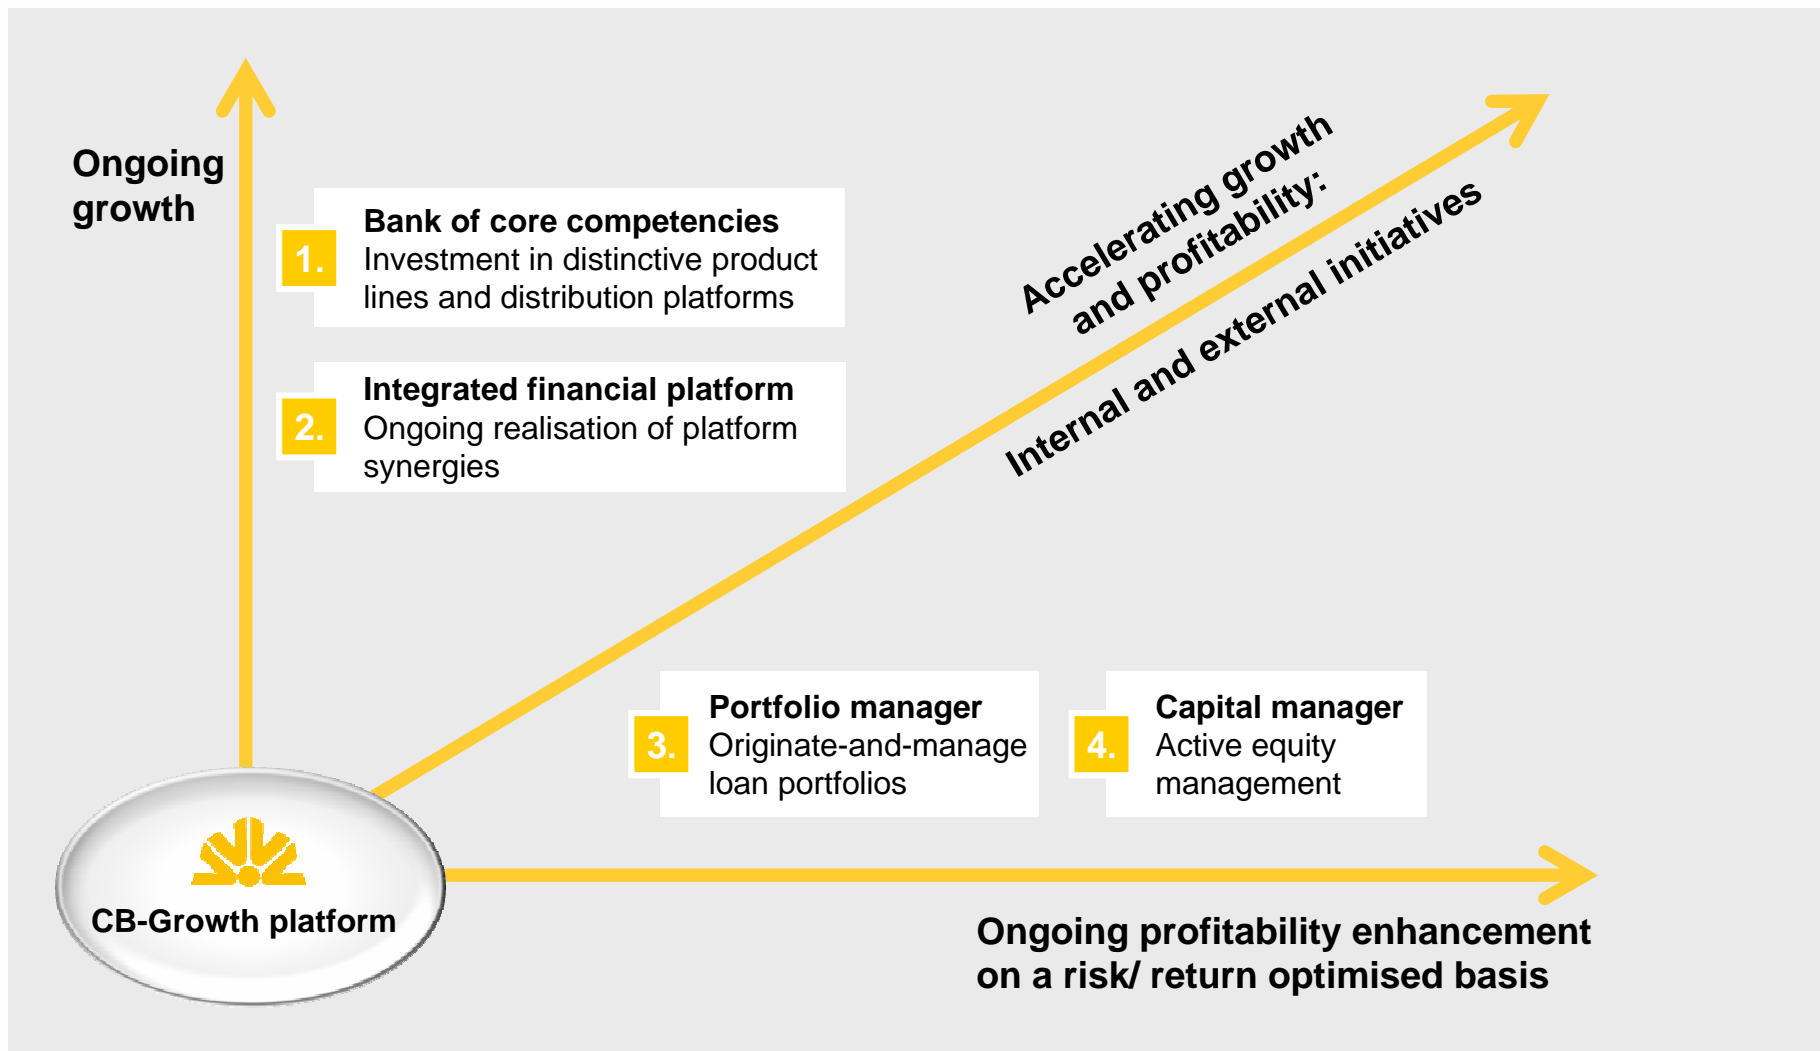 Ongoing
growth
1.
Bank of core competencies
Investment in distinctive product
lines and distribution platforms
2.
Integrated financial platform
Ongoing realisation of platform
synergies
Accelerating growth
and profitability:
Internal and external initiatives
3.
Portfolio manager
Originate-and-manage
loan portfolios
4.
Capital manager
Active equity
management
CB-Growth platform
Ongoing profitability enhancement
on a risk/ return optimised basis